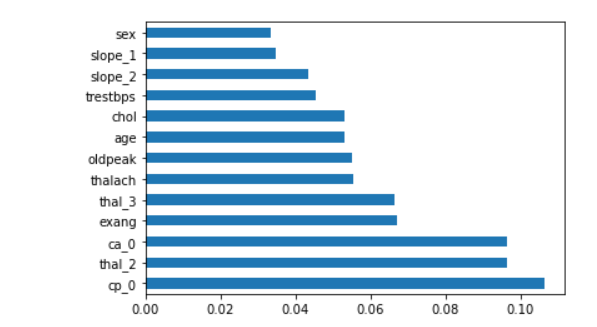 sex
slope_1
slope_2
trestbps
chol
age
oldpeak
thalach
thal_3
exang
ca_0
thal_2
cp_0
0.00 0.02 0.04 0.06 0.08 0.10